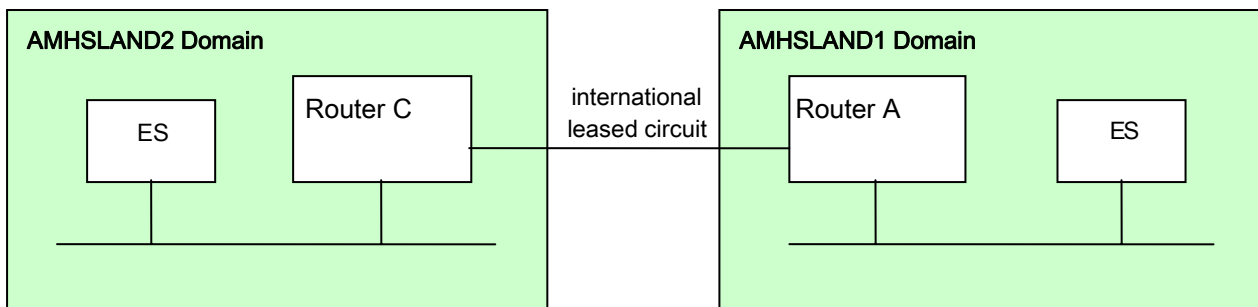 AMHSLAND2 Domain
AMHSLAND1 Domain
Router C
ES
international
leased circuit
Router A
ES